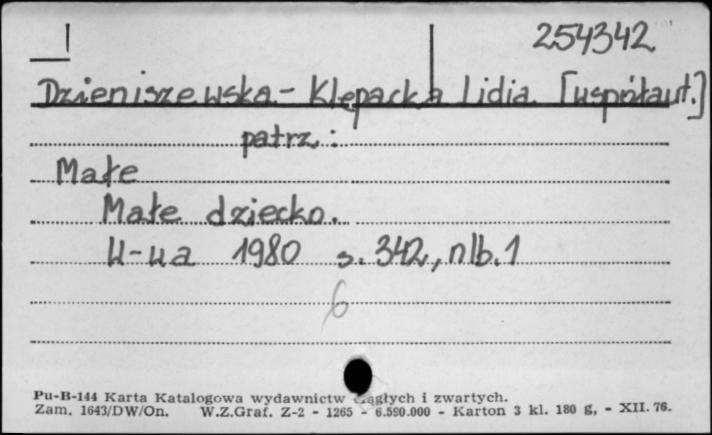 254342
Dzieniszewska-Klepacka Lidia [współaut.]
patrz:
Małe
Małe dziecko.
W-wa 1980 s. 342, nlb. 1
6
Pu-B-144 Karta Katalogowa wydawnictw ciągłych i zwartych.
Zam. 1643/DW/On. W.Z.Graf. Z-2 - 1265 - 6.590.000 - Karton 3 kl. 180 g, - XII. 76.